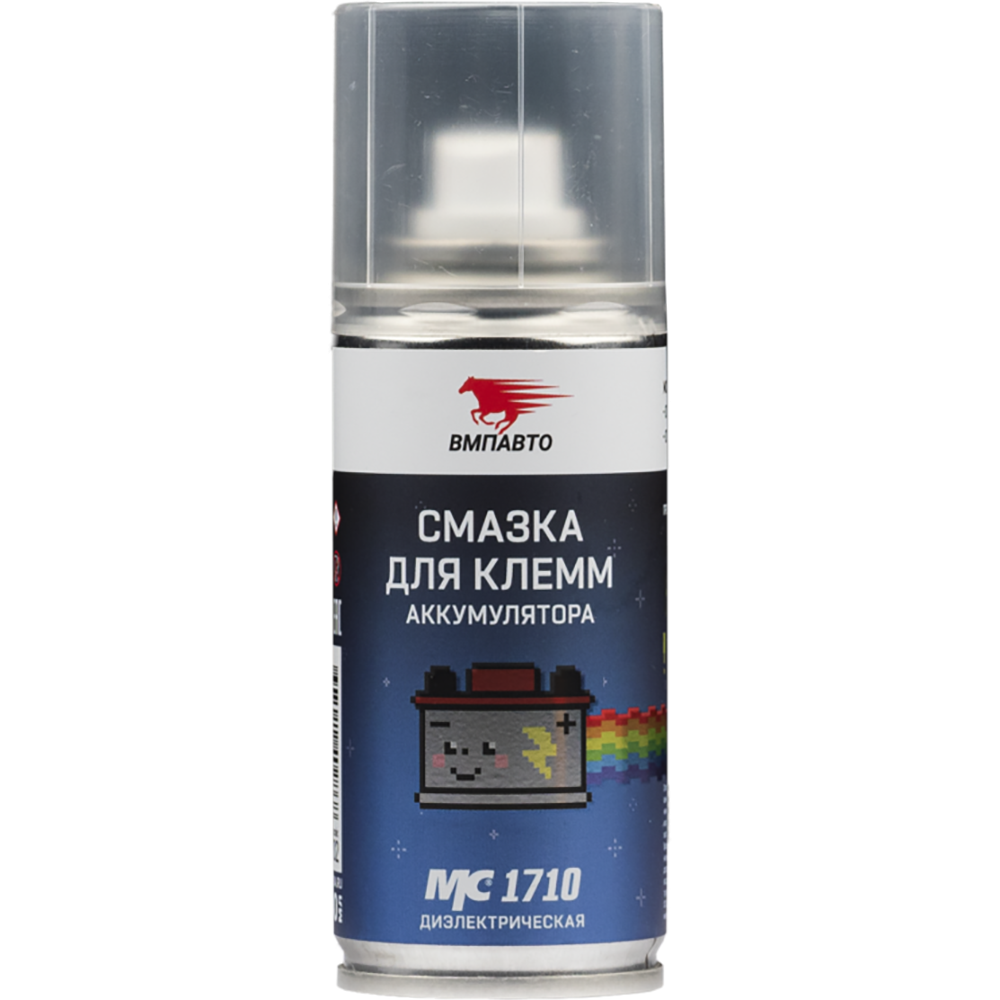 ВМПАВТО
СМАЗКА
ДЛЯ КЛЕММ
АККУМУЛЯТОРА
− +
МС 1710
ДИЭЛЕКТРИЧЕСКАЯ